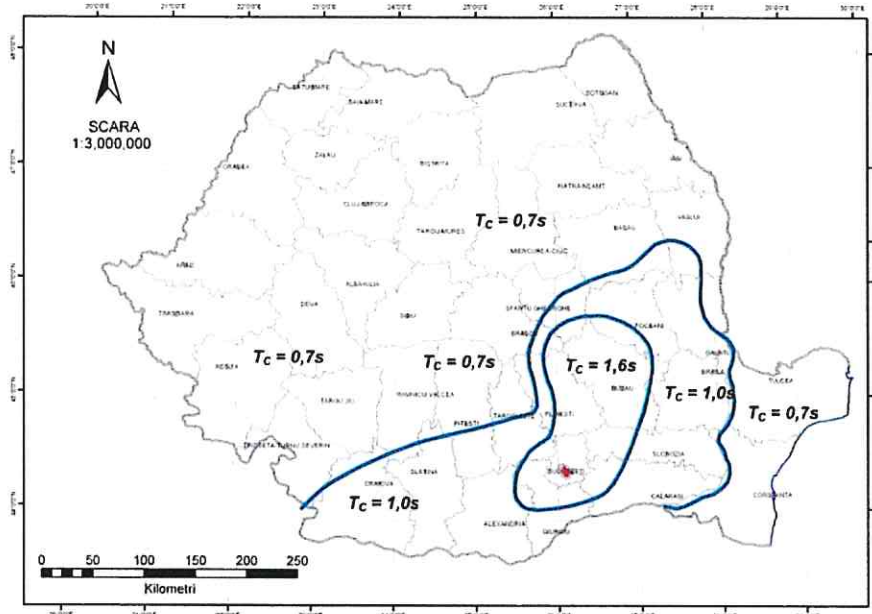 N
SCARA
1:3,000,000
SATU MARE
BAIA MARE
SUCEAVA
BOTOSANI
ZALAU
ORADEA
BISTRITA
IASI
PIATRA NEAMT
CLUJ-NAPOCA
TARGU MURES
VASLUI
BACAU
T_C = 0,7s
MIERCUREA-CIUC
ARAD
ALBA IULIA
DEVA
SIBIU
SFANTU GHEORGHE
TIMISOARA
BRASOV
FOCSANI
RESITA
T_C = 0,7s
T_C = 0,7s
T_C = 1,6s
GALATI
BRAILA
TULCEA
BUZAU
T_C = 1,0s
T_C = 0,7s
TARGU JIU
RAMNICU VALCEA
PITESTI
TARGOVISTE
PLOIESTI
DROBETA-TURNU SEVERIN
SLOBOZIA
SLATINA
BUCURESTI
CRAIOVA
CALARASI
CONSTANTA
T_C = 1,0s
ALEXANDRIA
GIURGIU
0 50 100 150 200 250
Kilometri